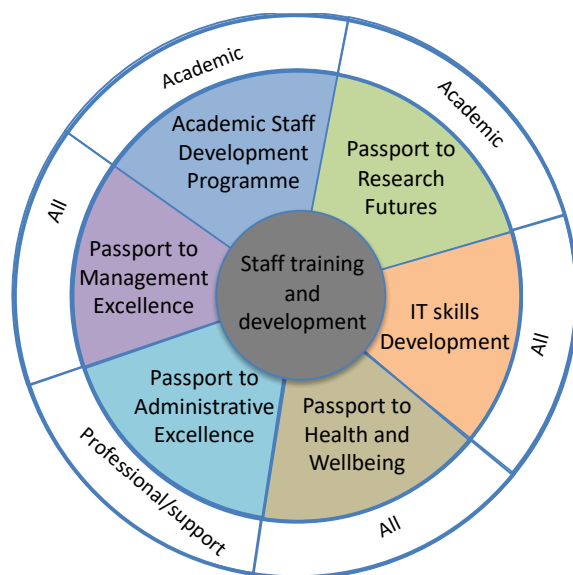 Academic
Academic
All
All
Professional/support
All
Academic Staff
Development
Programme
Passport to
Research
Futures
IT skills
Development
Passport to
Health and
Wellbeing
Passport to
Administrative
Excellence
Passport to
Management
Excellence
Staff training
and
development